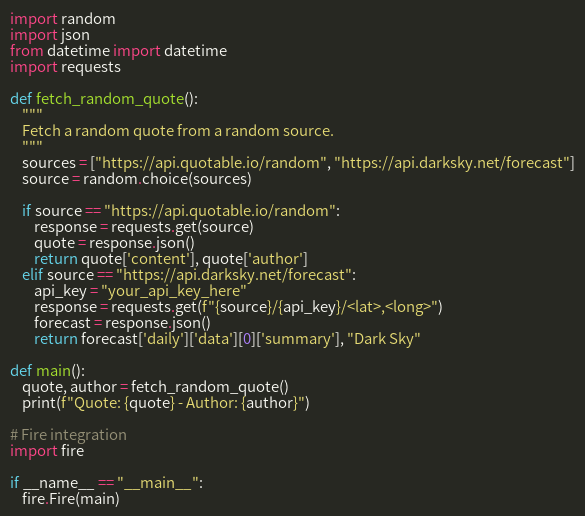 import random
import json
from datetime import datetime
import requests

def fetch_random_quote():
    """
    Fetch a random quote from a random source.
    """
    sources = ["https://api.quotable.io/random", "https://api.darksky.net/forecast"]
    source = random.choice(sources)

    if source == "https://api.quotable.io/random":
        response = requests.get(source)
        quote = response.json()
        return quote['content'], quote['author']
    elif source == "https://api.darksky.net/forecast":
        api_key = "your_api_key_here"
        response = requests.get(f"{source}/{api_key}/<lat>,<long>")
        forecast = response.json()
        return forecast['daily']['data'][0]['summary'], "Dark Sky"

def main():
    quote, author = fetch_random_quote()
    print(f"Quote: {quote} - Author: {author}")

# Fire integration
import fire

if __name__ == "__main__":
    fire.Fire(main)